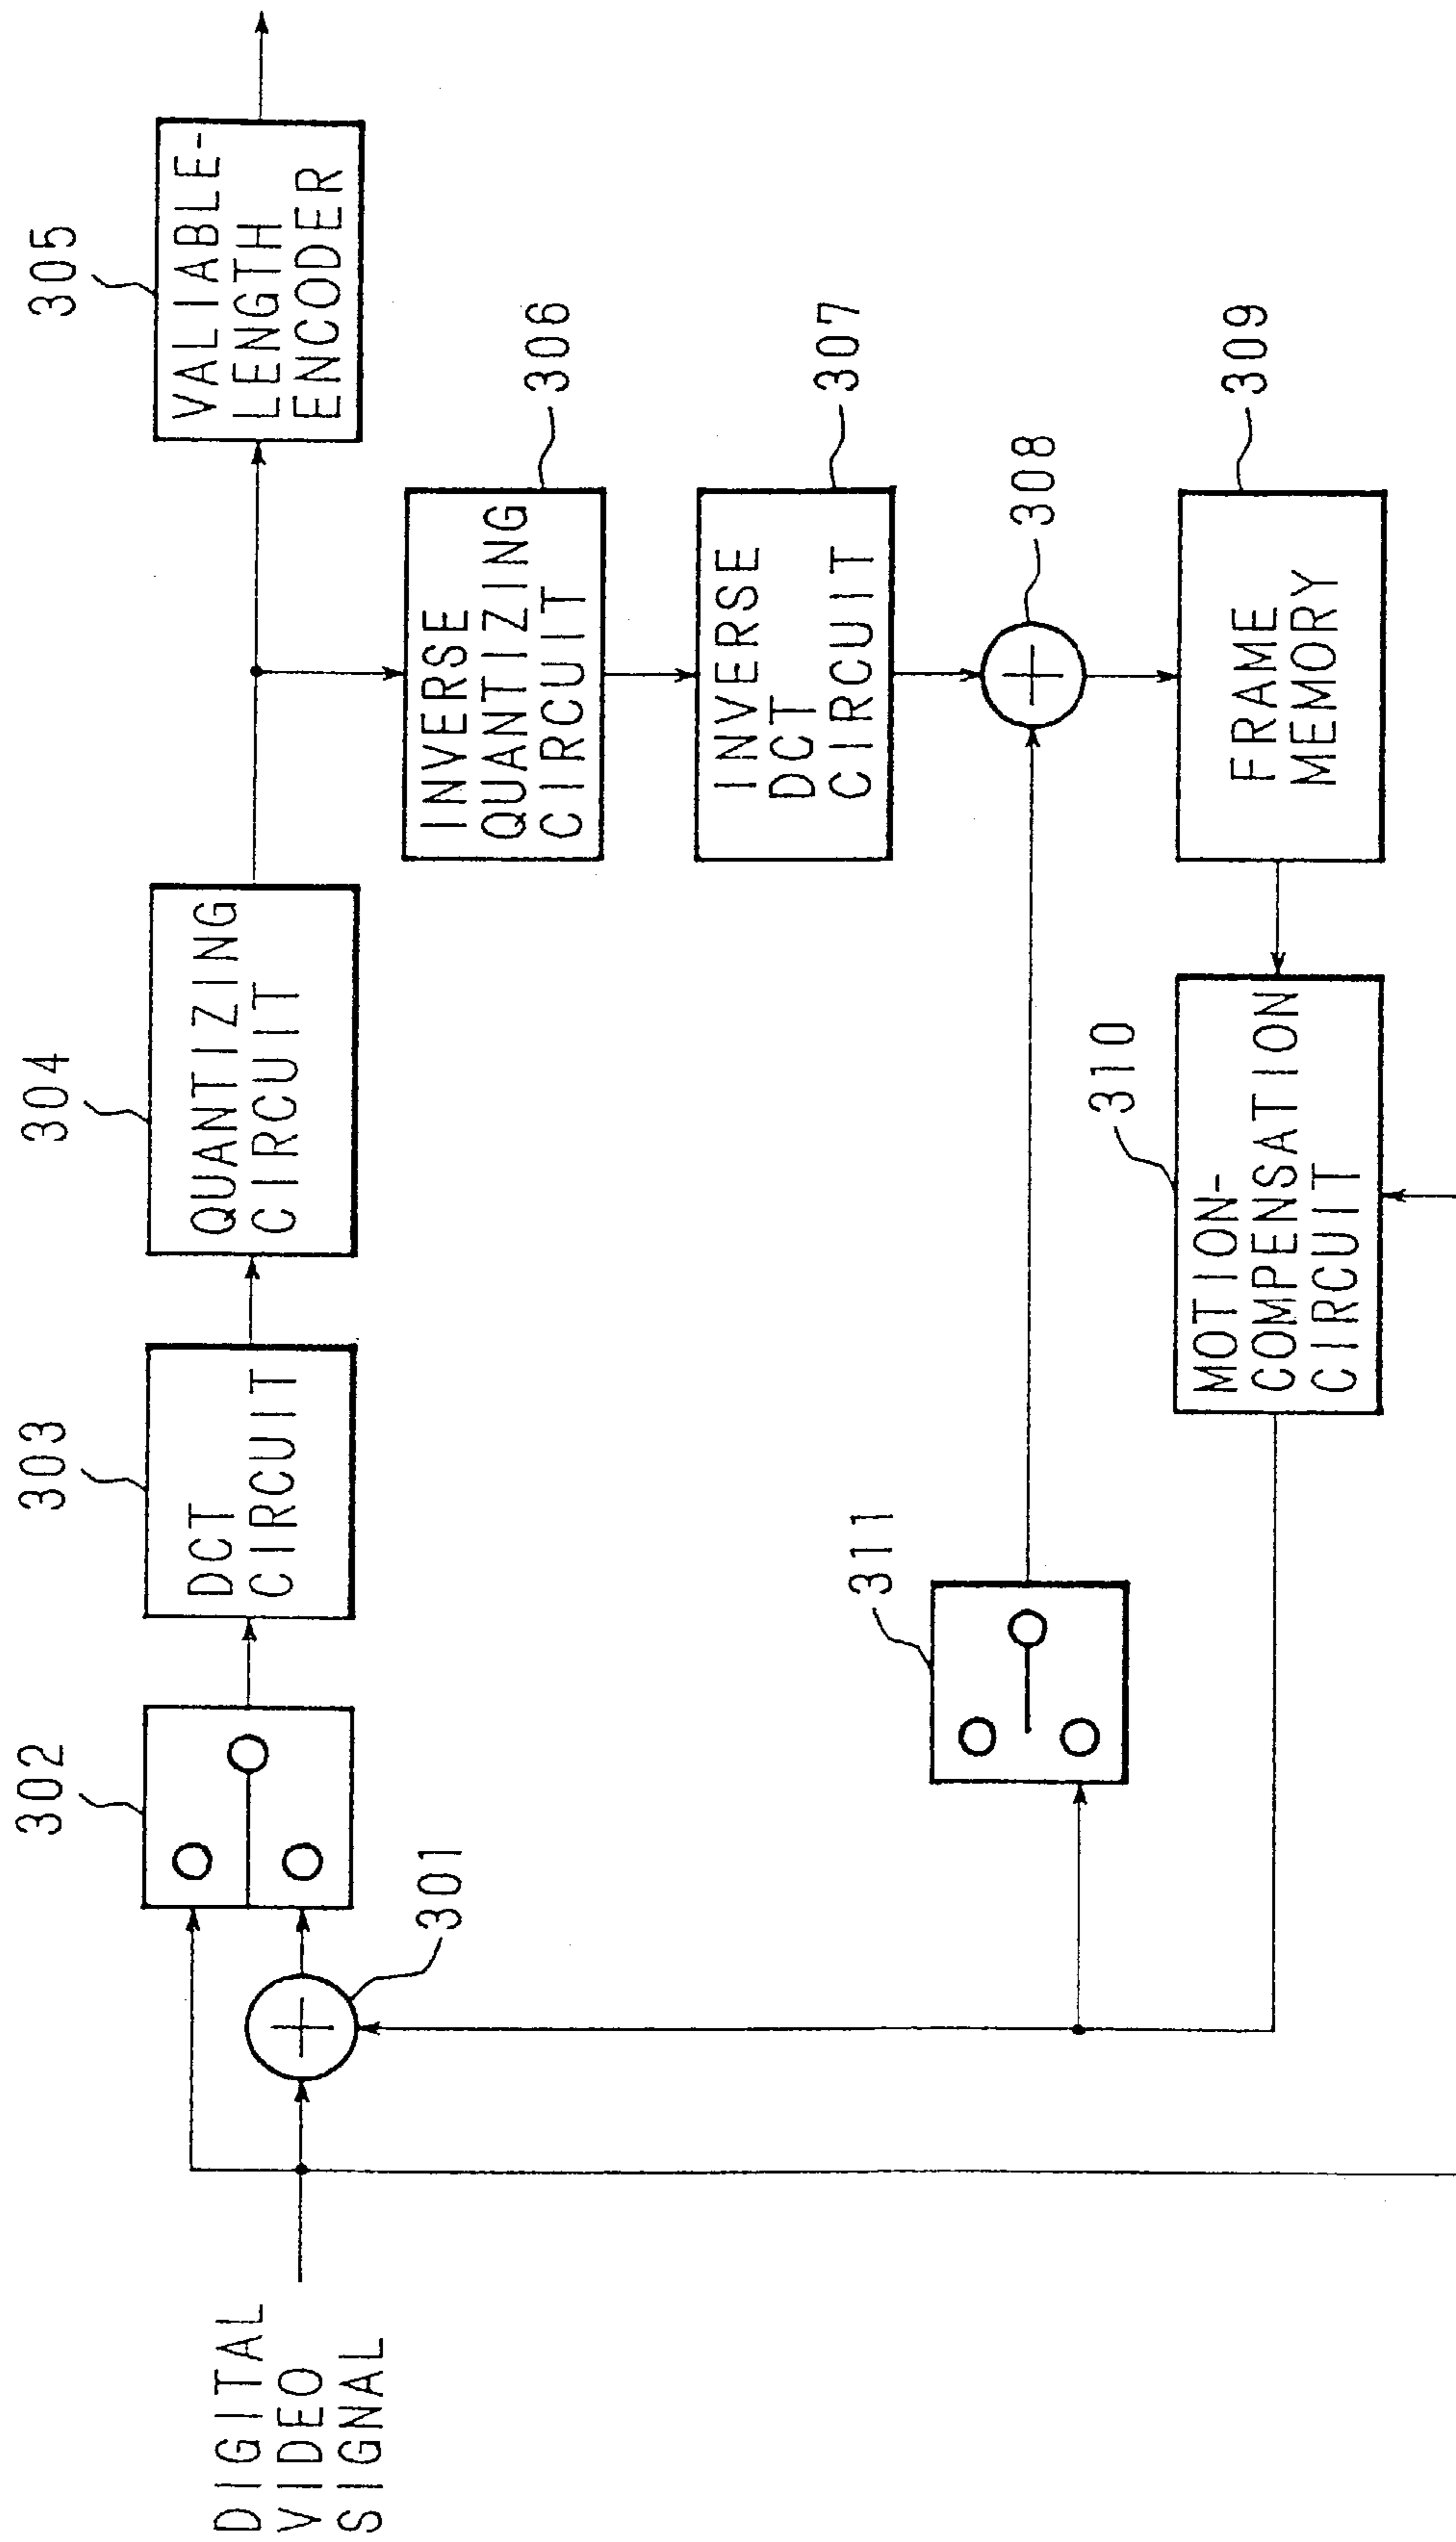 DIGITAL
VIDEO
SIGNAL
301
302
303
DCT
CIRCUIT
304
QUANTIZING
CIRCUIT
305
VALIABLE-
LENGTH
ENCODER
306
INVERSE
QUANTIZING
CIRCUIT
307
INVERSE
DCT
CIRCUIT
308
309
FRAME
MEMORY
310
MOTION-
COMPENSATION
CIRCUIT
311